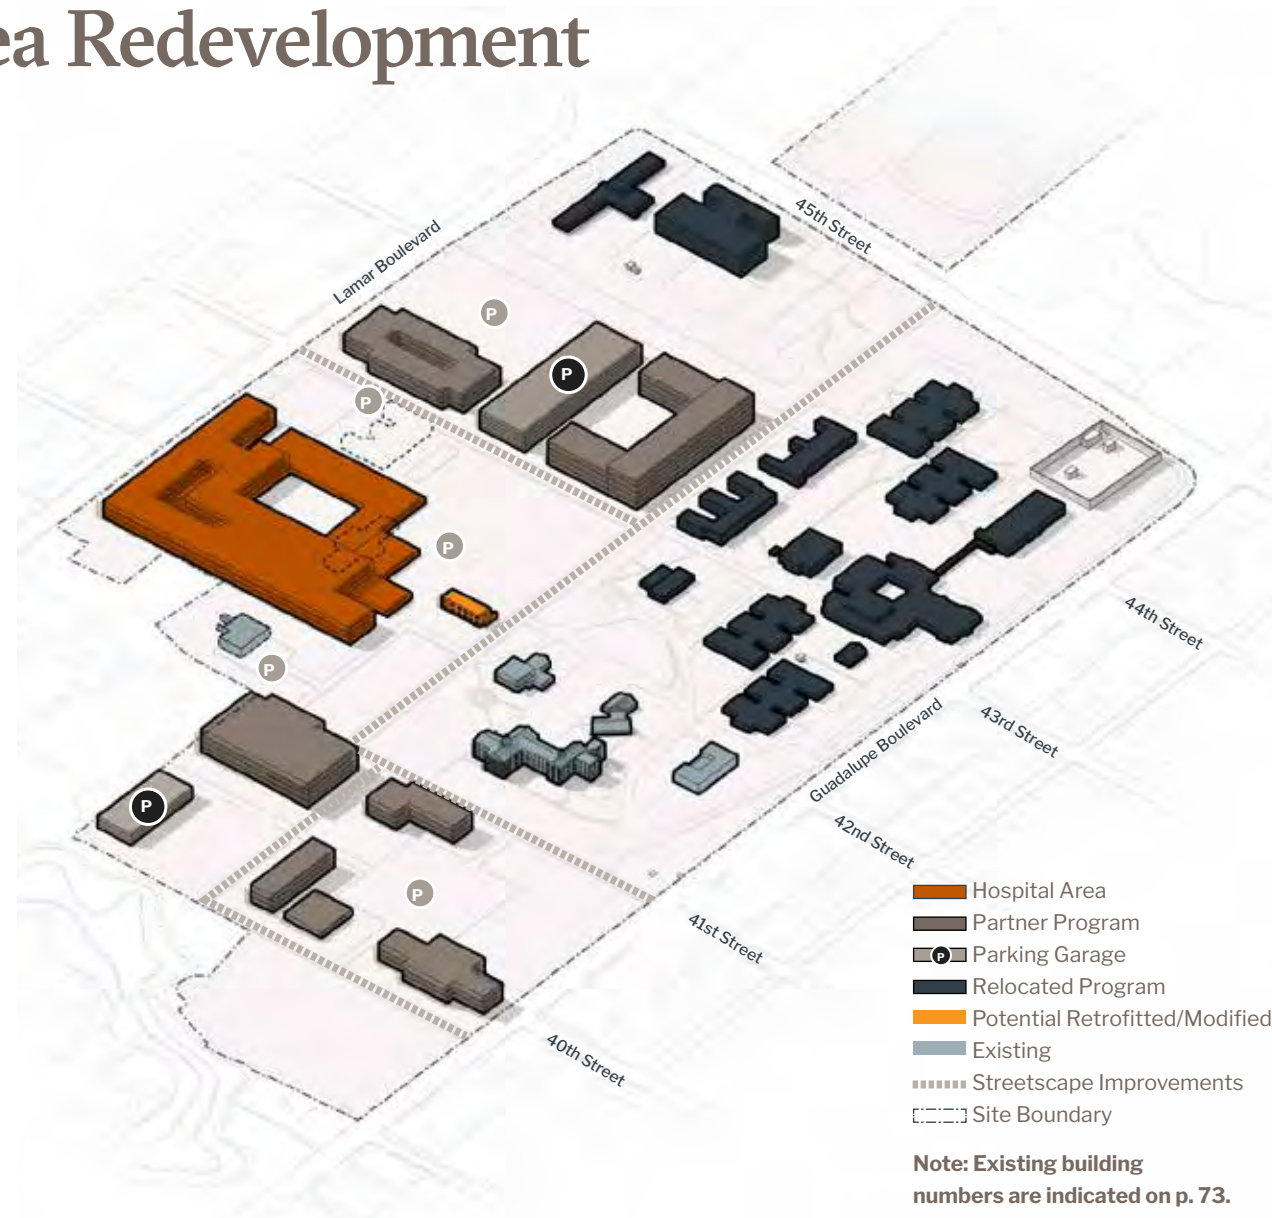 ea Redevelopment
45th Street
Lamar Boulevard
P
P
P
P
P
P
P
44th Street
43rd Street
Guadalupe Boulevard
42nd Street
41st Street
40th Street
Hospital Area
Partner Program
P Parking Garage
Relocated Program
Potential Retrofitted/Modified
Existing
Streetscape Improvements
Site Boundary
Note: Existing building
numbers are indicated on p. 73.